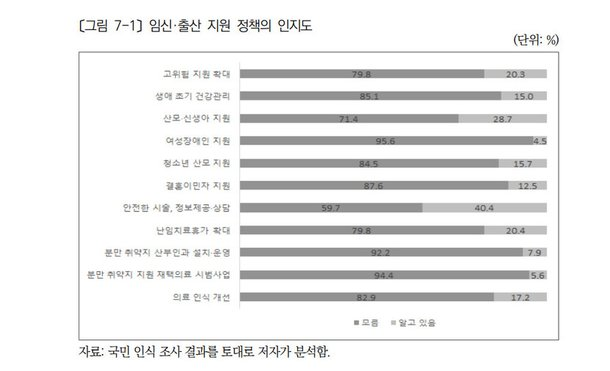 [그림 7-1] 임신·출산 지원 정책의 인지도
(단위: %)
고위험 지원 확대 79.8 20.3
생애 초기 건강관리 85.1 15.0
산모·신생아 지원 71.4 28.7
여성장애인 지원 95.6 4.5
청소년 산모 지원 84.5 15.7
결혼이민자 지원 87.6 12.5
안전한 시술, 정보제공·상담 59.7 40.4
난임치료휴가 확대 79.8 20.4
분만 취약지 산부인과 설치·운영 92.2 7.9
분만 취약지 지원 재택의료 시범사업 94.4 5.6
의료 인식 개선 82.9 17.2
모름 알고 있음
자료: 국민 인식 조사 결과를 토대로 저자가 분석함.